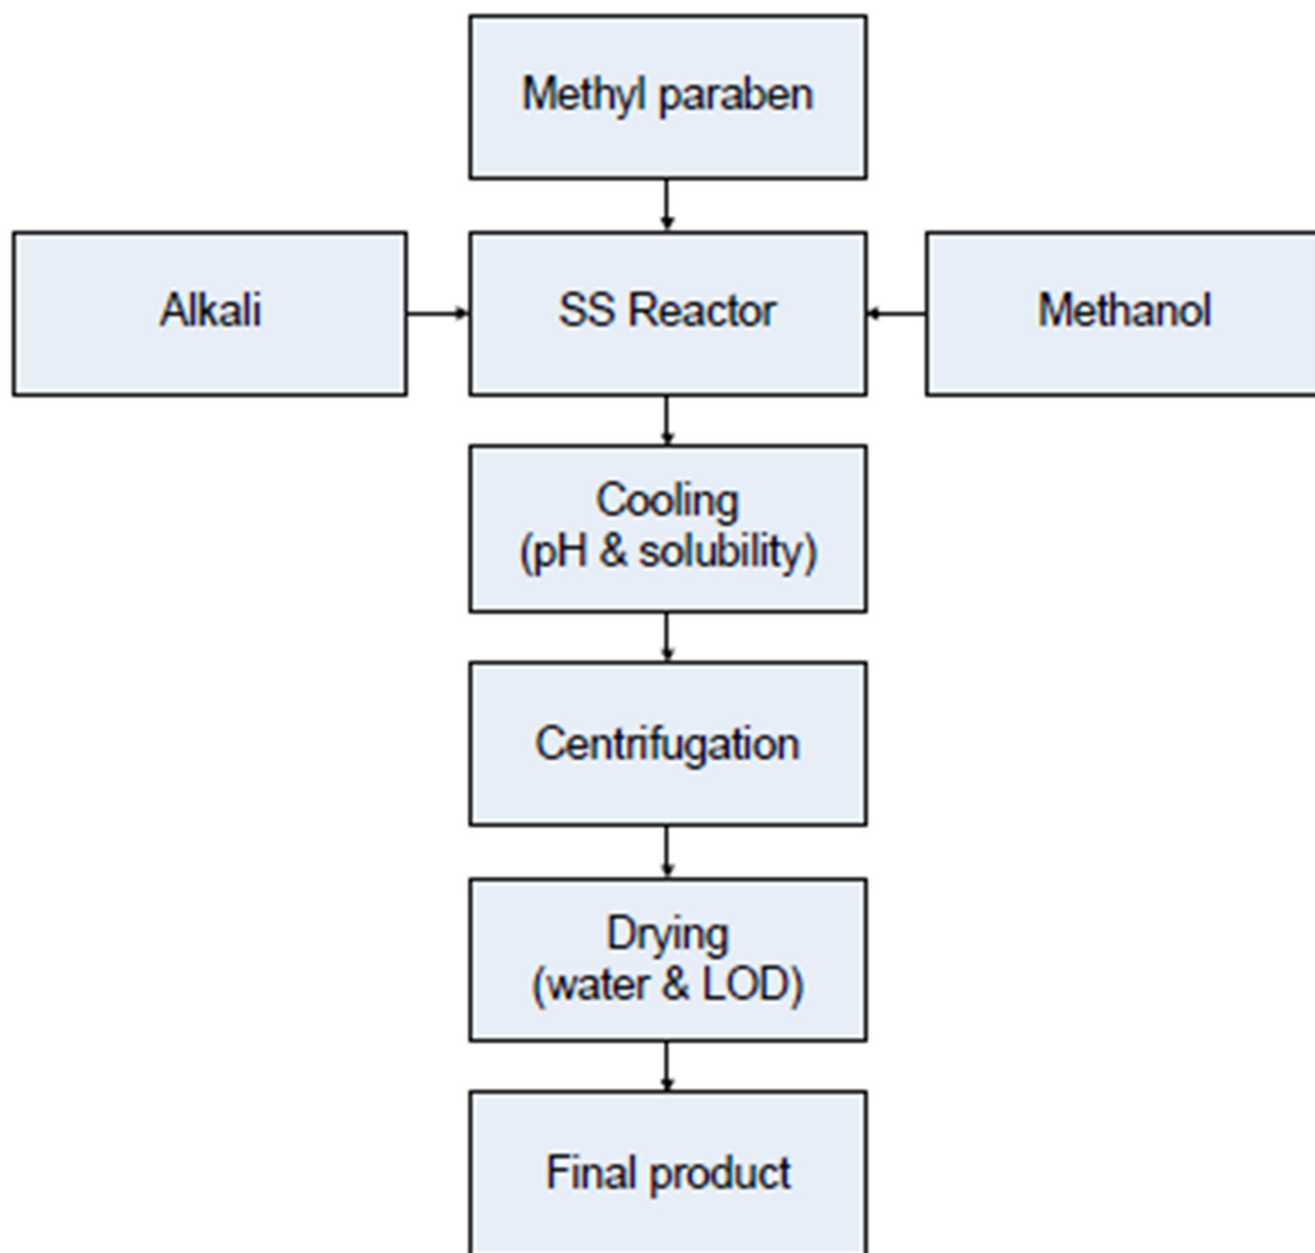 Methyl paraben
Alkali
SS Reactor
Methanol
Cooling
(pH & solubility)
Centrifugation
Drying
(water & LOD)
Final product